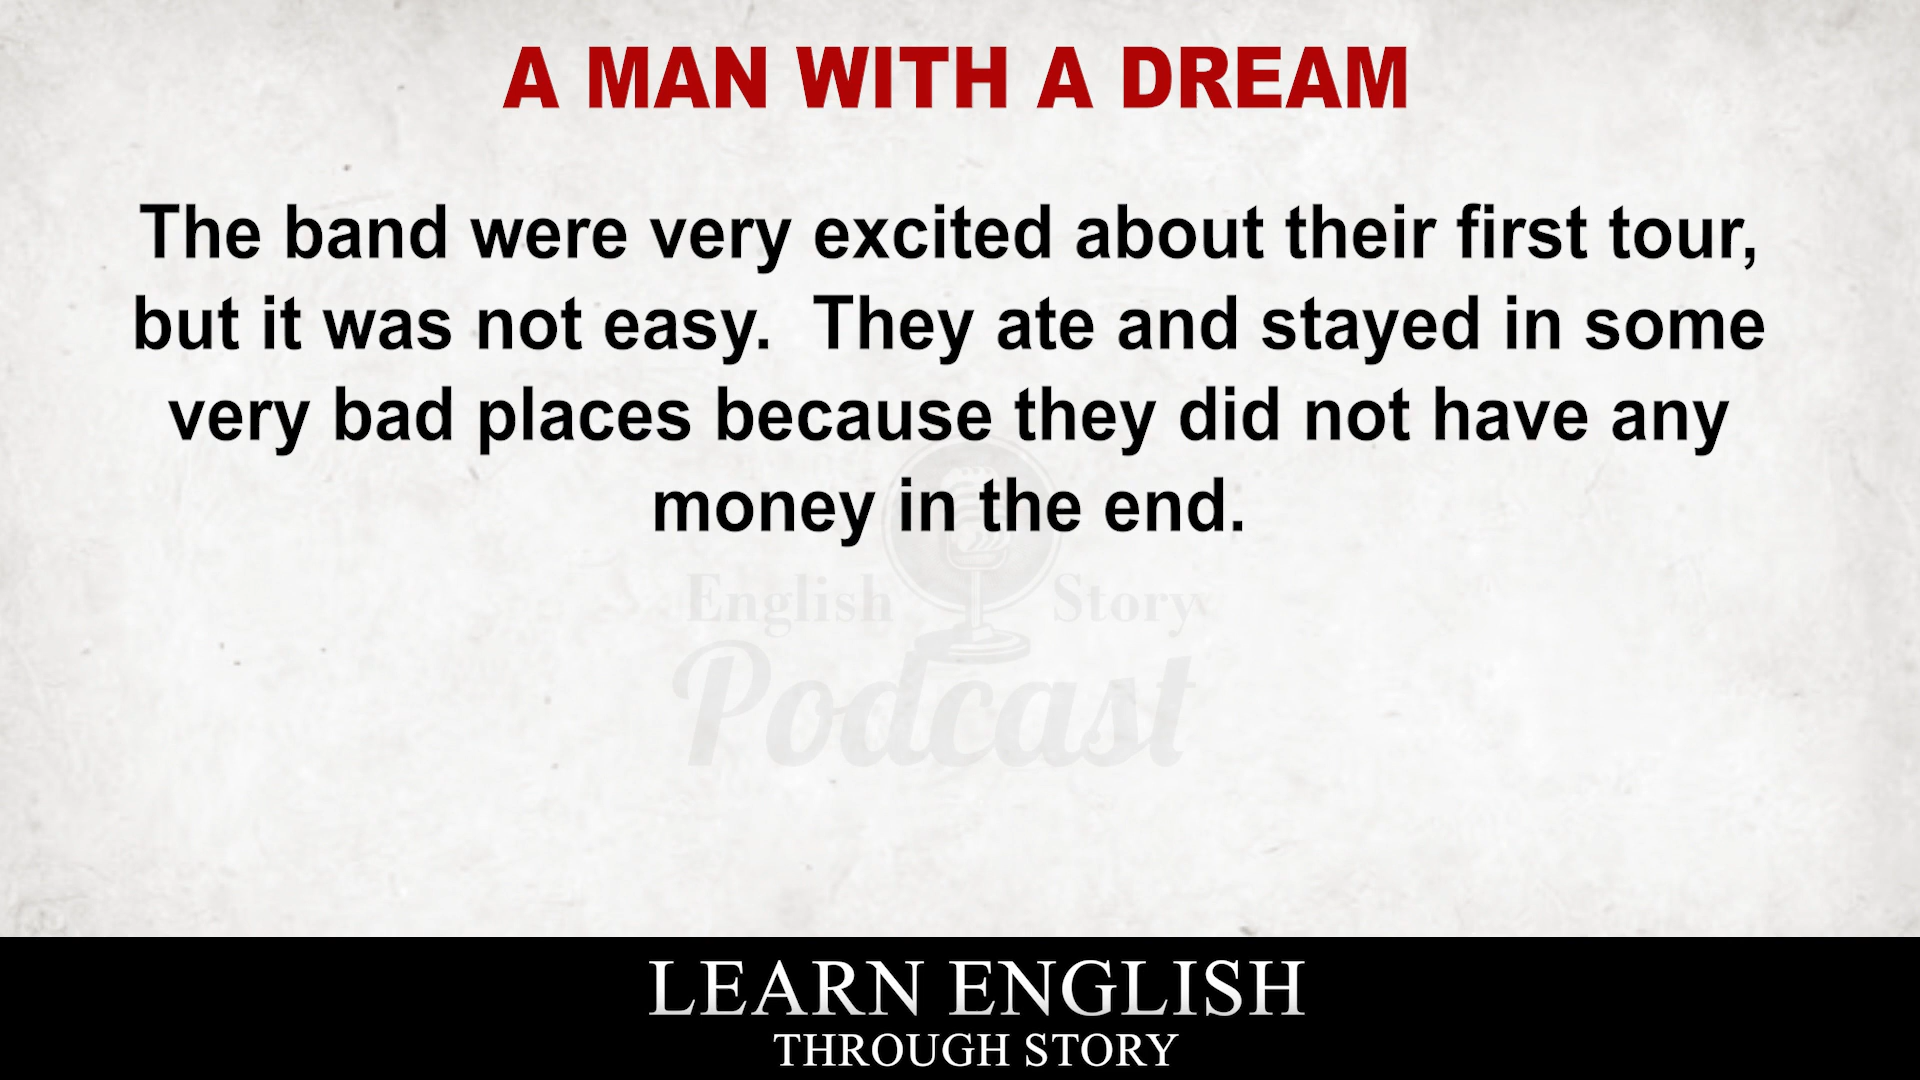 A MAN WITH A DREAM
The band were very excited about their first tour,
but it was not easy.  They ate and stayed in some
very bad places because they did not have any
money in the end.
English Story
Podcast
LEARN ENGLISH
THROUGH STORY